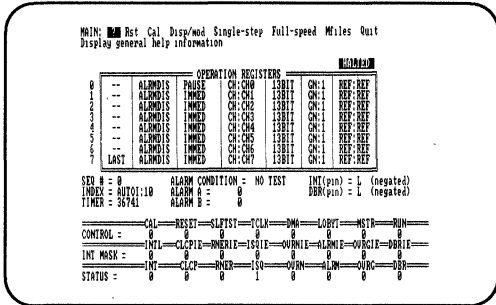 MAIN: ? Rst Cal Disp/mod Single-step Full-speed Mfiles Quit
Display general help information
HALTED
OPERATION REGISTERS
0 -- ALRMDIS PAUSE CH:CH0 13BIT GN:1 REF:REF
1 -- ALRMDIS IMMED CH:CH1 13BIT GN:1 REF:REF
2 -- ALRMDIS IMMED CH:CH2 13BIT GN:1 REF:REF
3 -- ALRMDIS IMMED CH:CH3 13BIT GN:1 REF:REF
4 -- ALRMDIS IMMED CH:CH4 13BIT GN:1 REF:REF
5 -- ALRMDIS IMMED CH:CH5 13BIT GN:1 REF:REF
6 -- ALRMDIS IMMED CH:CH6 13BIT GN:1 REF:REF
7 LAST ALRMDIS IMMED CH:CH7 13BIT GN:1 REF:REF
SEQ # = 0 ALARM CONDITION = NO TEST INT(pin) = L (negated)
INDEX = AUTOI:10 ALARM A = 0 DBR(pin) = L (negated)
TIMER = 36741 ALARM B = 0
CAL RESET SLFTST TCLK DMA LOBYT MSTR RUN
CONTROL = 0 0 0 0 0 0 0 0
INTL CLCPIE RNERIE ISQIE OVRNIE ALRMIE OVRGIE DBRIE
INT MASK = 0 0 0 0 0 0 0 0
INT CLCP RNER ISQ OVRN ALRM OVRG DBR
STATUS = 0 0 0 1 0 0 0 0